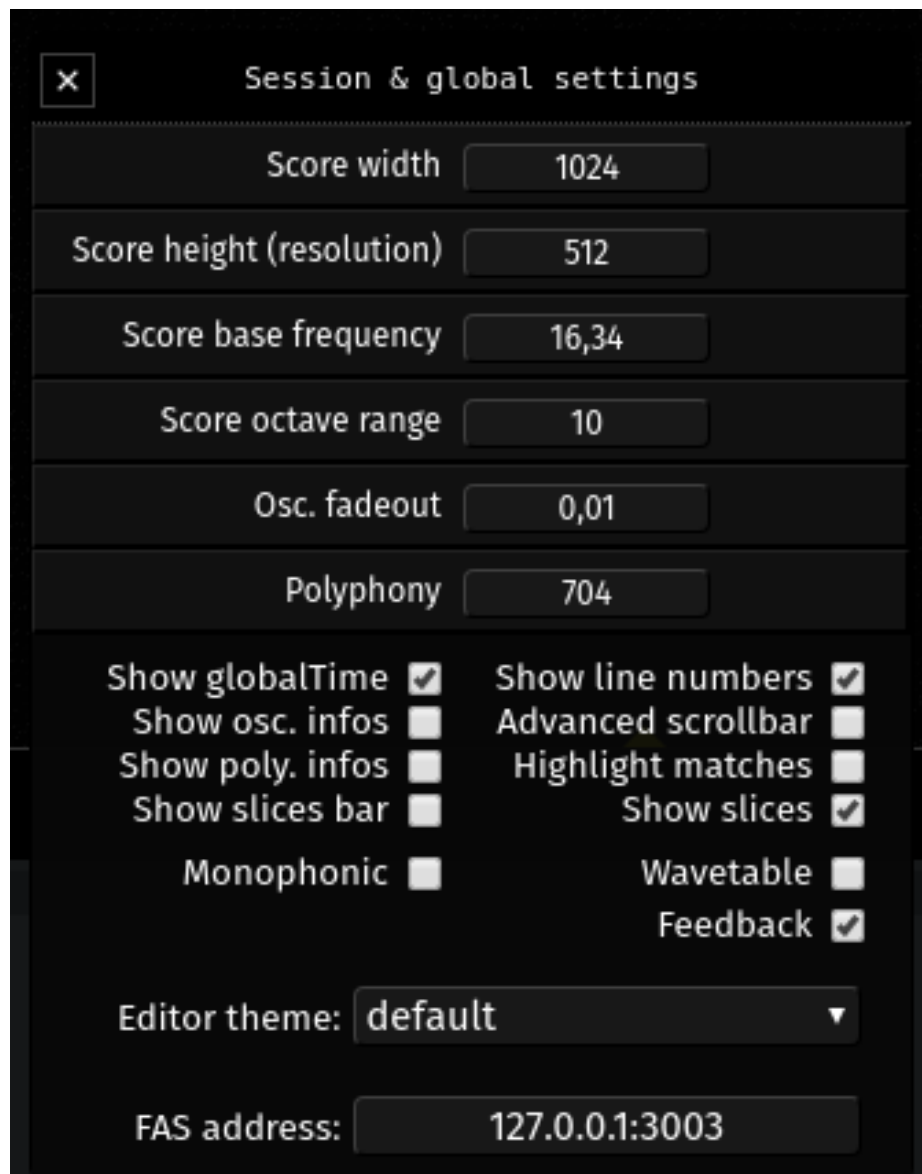 × Session & global settings
Score width 1024
Score height (resolution) 512
Score base frequency 16,34
Score octave range 10
Osc. fadeout 0,01
Polyphony 704
Show globalTime Show line numbers
Show osc. infos Advanced scrollbar
Show poly. infos Highlight matches
Show slices bar Show slices
Monophonic Wavetable
Feedback
Editor theme: default
FAS address: 127.0.0.1:3003